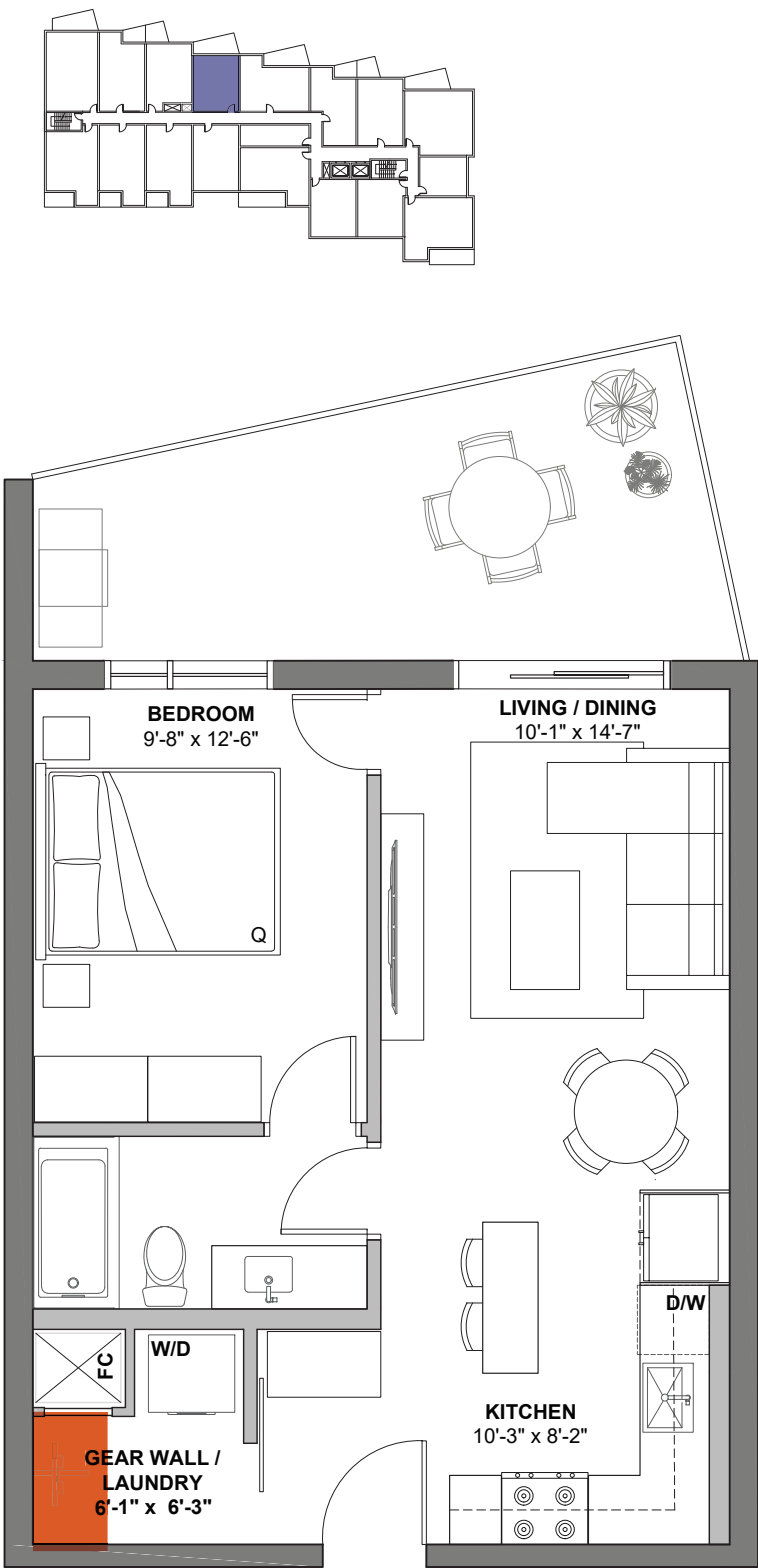 BEDROOM
9'-8" x 12'-6"
LIVING / DINING
10'-1" x 14'-7"
Q
D/W
W/D
FC
KITCHEN
10'-3" x 8'-2"
GEAR WALL /
LAUNDRY
6'-1" x 6'-3"